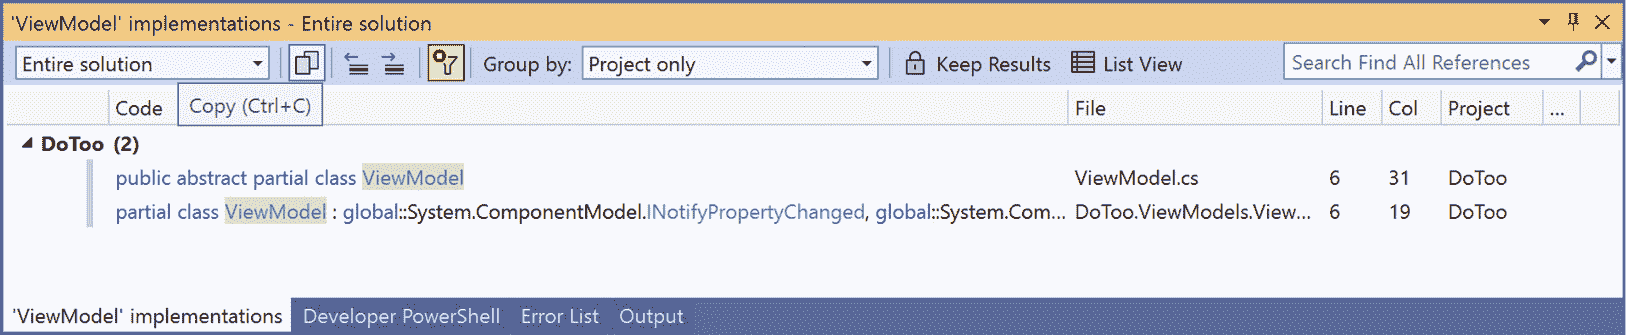 'ViewModel' implementations - Entire solution
Entire solution Group by: Project only Keep Results List View Search Find All References
Code Copy (Ctrl+C) File Line Col Project ...
DoToo (2)
public abstract partial class ViewModel ViewModel.cs 6 31 DoToo
partial class ViewModel : global::System.ComponentModel.INotifyPropertyChanged, global::System.Com... DoToo.ViewModels.View... 6 19 DoToo
'ViewModel' implementations Developer PowerShell Error List Output